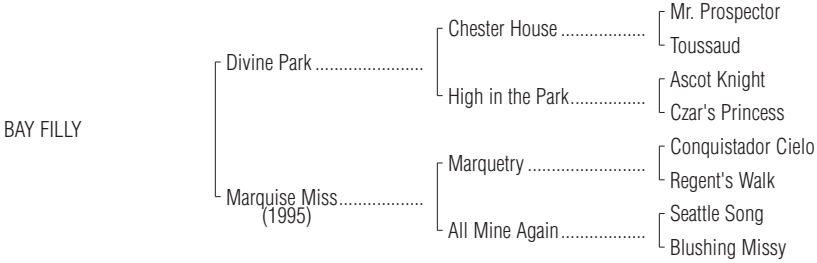 Mr. Prospector
Chester House ..................
Toussaud
Divine Park .......................
Ascot Knight
High in the Park................
Czar's Princess
BAY FILLY
Conquistador Cielo
Marquetry .........................
Regent's Walk
Marquise Miss..................
(1995)
Seattle Song
All Mine Again..................
Blushing Missy